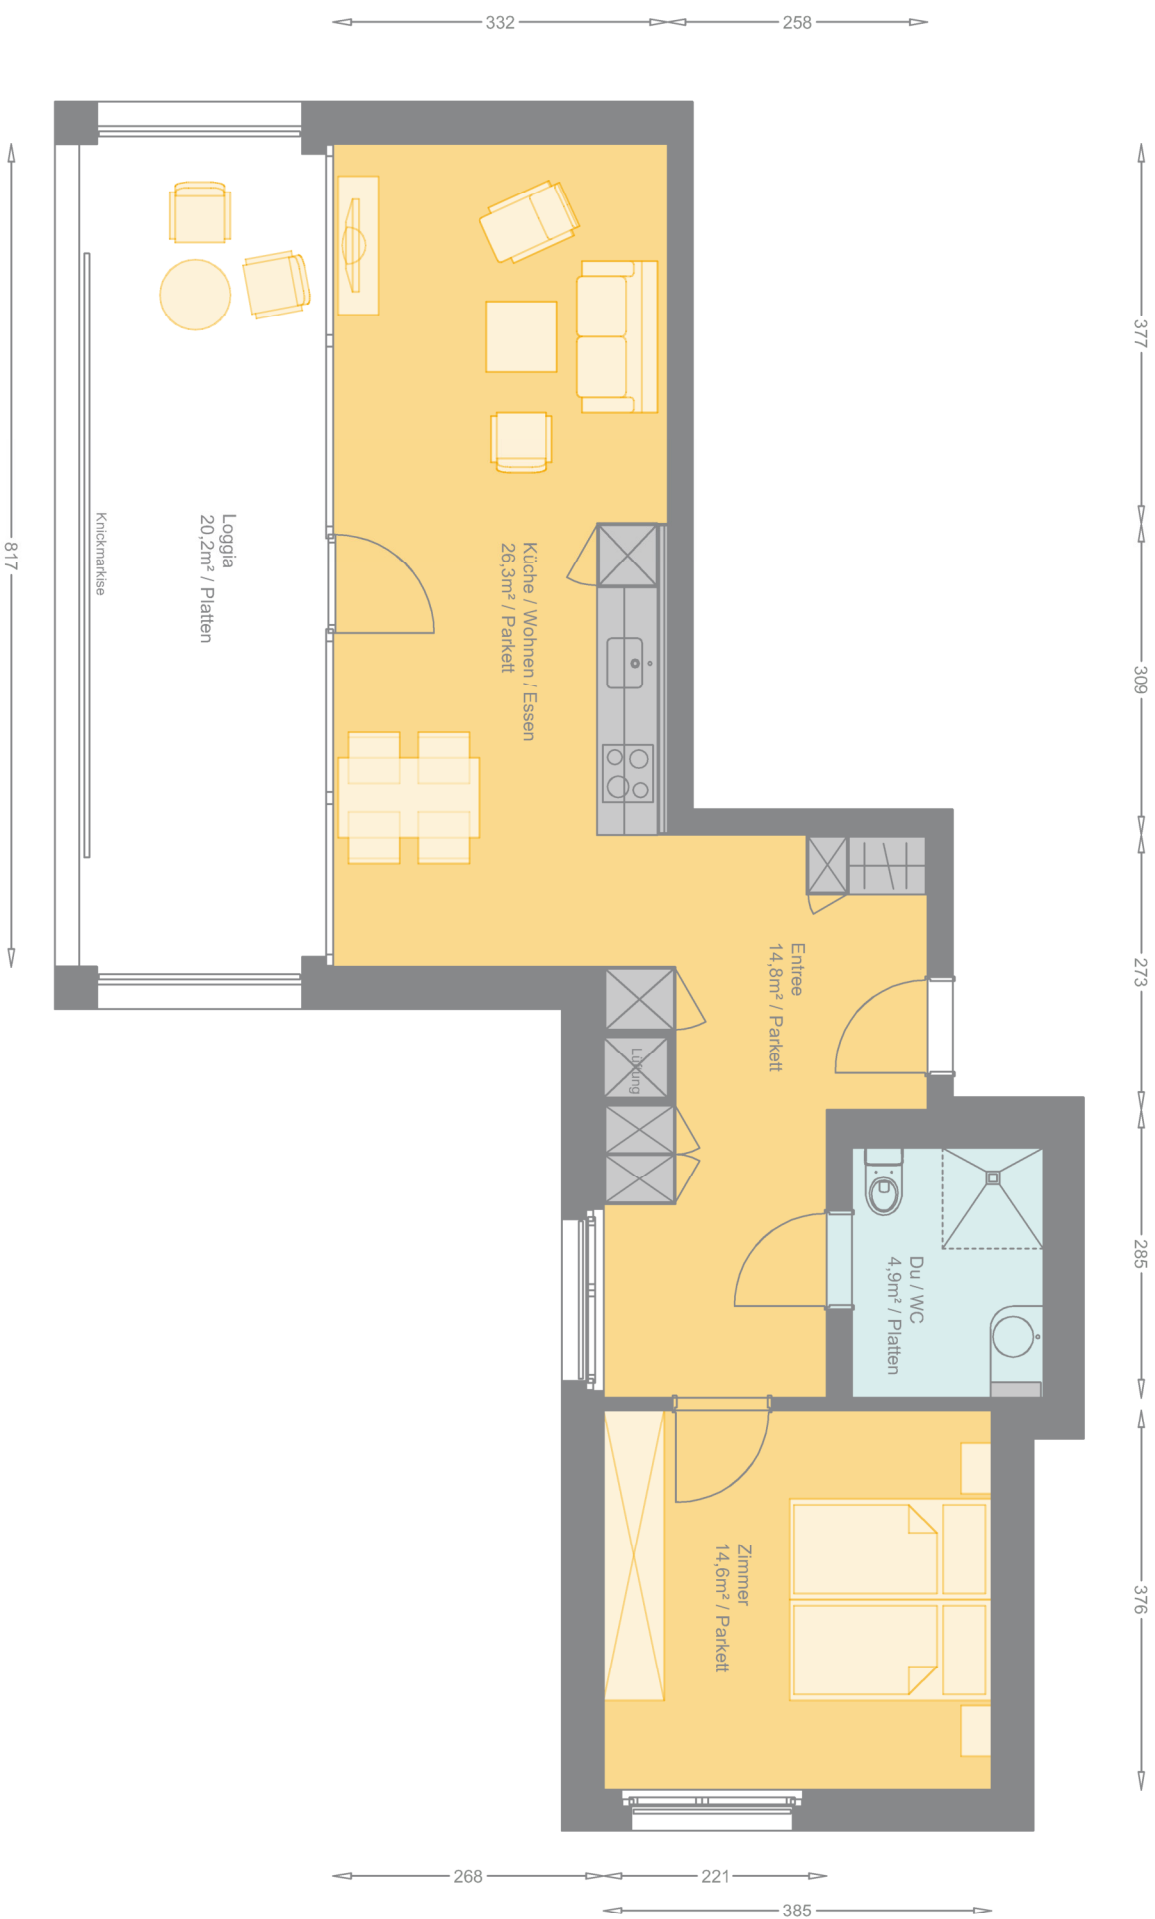 332
258
377
309
273
285
376
817
Knickmarkise
Loggia
20,2m² / Platten
Küche / Wohnen / Essen
26,3m² / Parkett
Entree
14,8m² / Parkett
Lüftung
Du / WC
4,9m² / Platten
Zimmer
14,6m² / Parkett
268
221
385